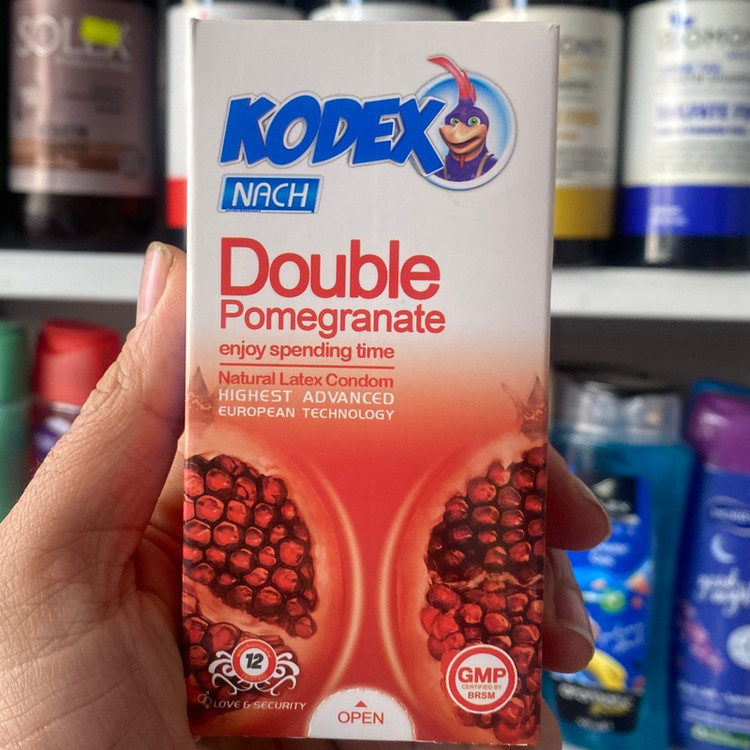 KODEX
NACH
Double
Pomegranate
enjoy spending time
Natural Latex Condom
HIGHEST ADVANCED
EUROPEAN TECHNOLOGY
12
LOVE & SECURITY
OPEN
GMP
CERTIFIED BY
BRSM